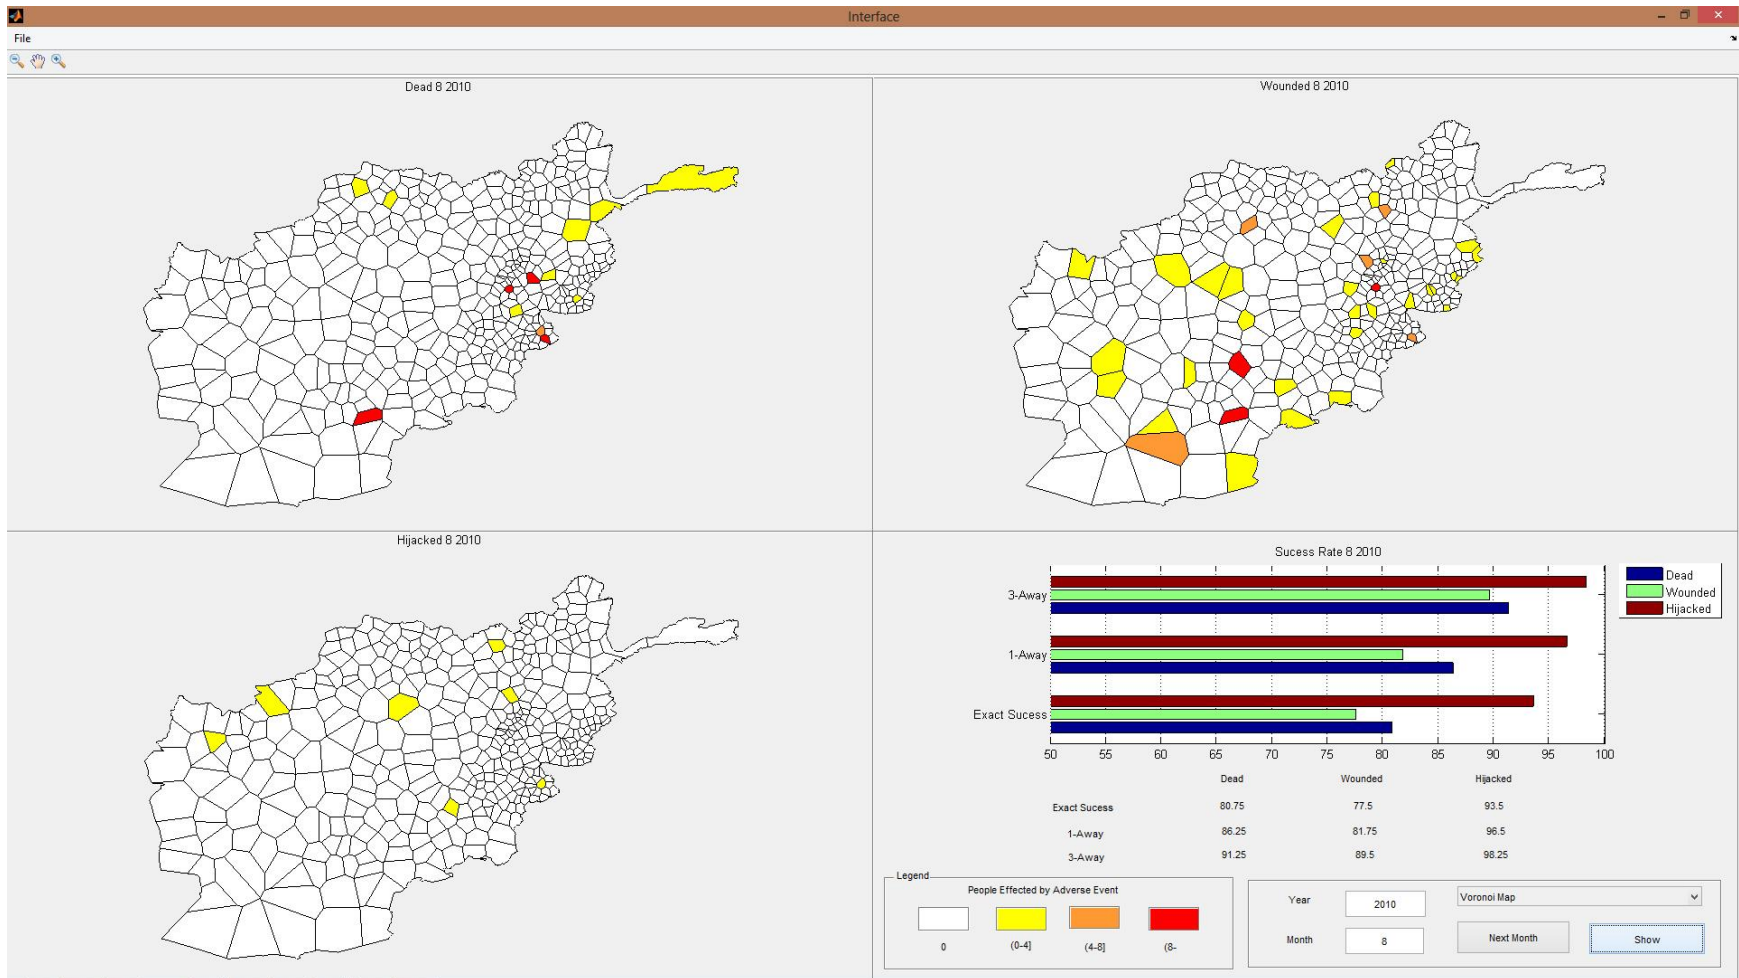 Interface
File
Dead 8 2010
Wounded 8 2010
Hijacked 8 2010
Sucess Rate 8 2010
Dead
Wounded
Hijacked
3-Away
1-Away
Exact Sucess
50 55 60 65 70 75 80 85 90 95 100
Dead Wounded Hijacked
Exact Sucess 80.75 77.5 93.5
1-Away 86.25 81.75 96.5
3-Away 91.25 89.5 98.25
Legend
People Effected by Adverse Event
0 (0-4] (4-8] (8-
Year 2010 Voronoi Map
Month 8 Next Month Show